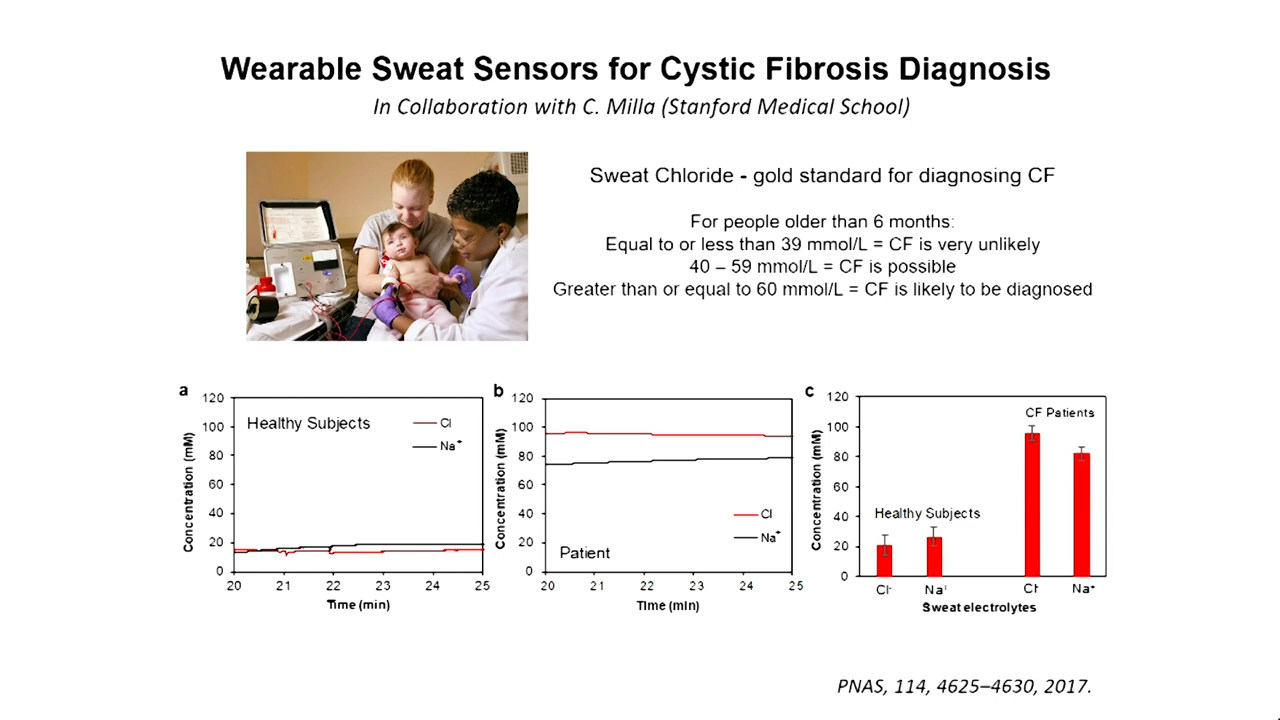 Wearable Sweat Sensors for Cystic Fibrosis Diagnosis
In Collaboration with C. Milla (Stanford Medical School)
Sweat Chloride - gold standard for diagnosing CF
For people older than 6 months:
Equal to or less than 39 mmol/L = CF is very unlikely
40 – 59 mmol/L = CF is possible
Greater than or equal to 60 mmol/L = CF is likely to be diagnosed
a
120
100
80
60
40
20
0
Concentration (mM)
Healthy Subjects
Cl
Na⁺
20 21 22 23 24 25
Time (min)
b
120
100
80
60
40
20
0
Concentration (mM)
Cl
Na⁺
Patient
20 21 22 23 24 25
Time (min)
c
120
100
80
60
40
20
0
Concentration (mM)
CF Patients
Healthy Subjects
Cl⁻ Na⁺ Cl⁻ Na⁺
Sweat electrolytes
PNAS, 114, 4625–4630, 2017.